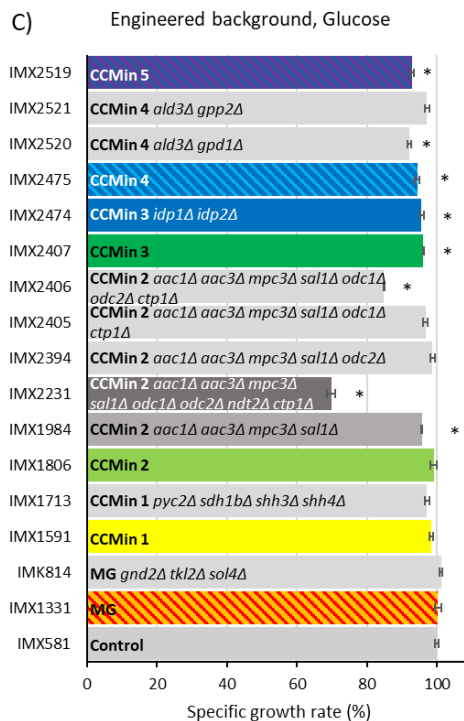 C) Engineered background, Glucose
IMX2519 CCMin 5 *
IMX2521 CCMin 4 ald3Δ gpp2Δ
IMX2520 CCMin 4 ald3Δ gpd1Δ *
IMX2475 CCMin 4 *
IMX2474 CCMin 3 idp1Δ idp2Δ *
IMX2407 CCMin 3 *
IMX2406 CCMin 2 aac1Δ aac3Δ mpc3Δ sal1Δ odc1Δ
odc2Δ ctp1Δ *
IMX2405 CCMin 2 aac1Δ aac3Δ mpc3Δ sal1Δ odc1Δ
ctp1Δ
IMX2394 CCMin 2 aac1Δ aac3Δ mpc3Δ sal1Δ odc2Δ
IMX2231 CCMin 2 aac1Δ aac3Δ mpc3Δ
sal1Δ odc1Δ odc2Δ ndt2Δ ctp1Δ *
IMX1984 CCMin 2 aac1Δ aac3Δ mpc3Δ sal1Δ *
IMX1806 CCMin 2
IMX1713 CCMin 1 pyc2Δ sdh1bΔ shh3Δ shh4Δ
IMX1591 CCMin 1
IMK814 MG gnd2Δ tkl2Δ sol4Δ
IMX1331 MG
IMX581 Control
0 20 40 60 80 100
Specific growth rate (%)